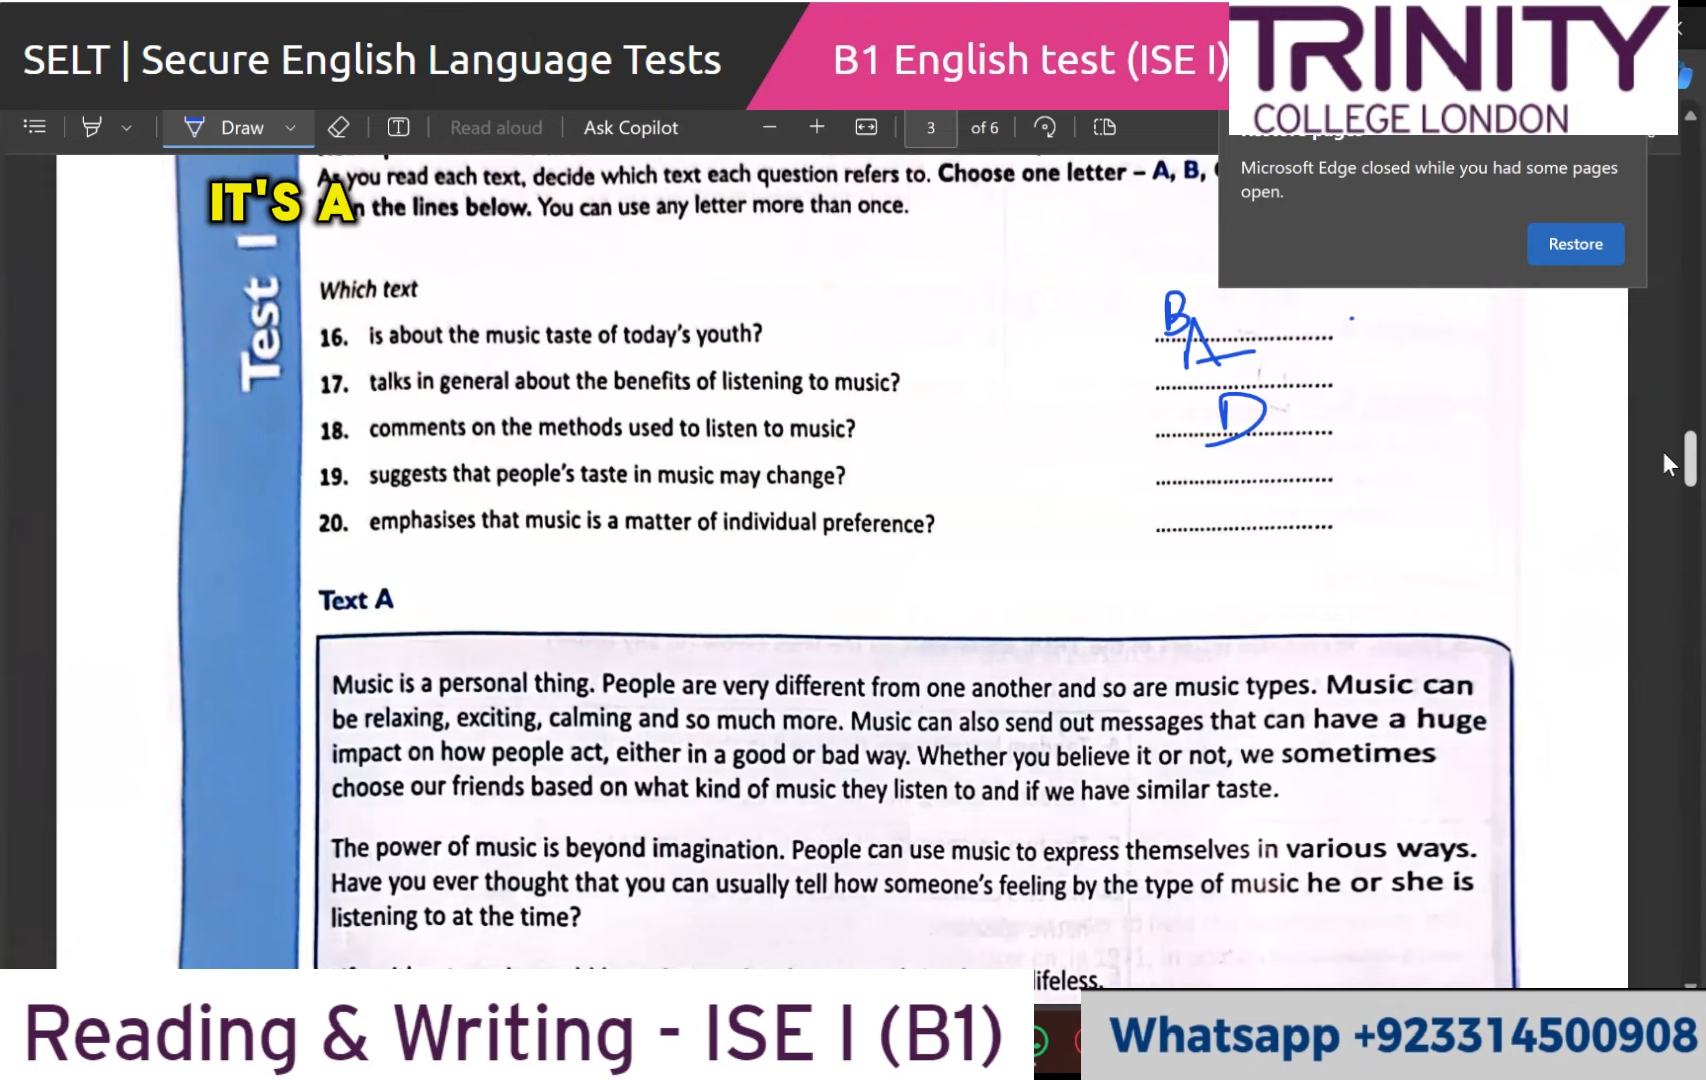 SELT | Secure English Language Tests
B1 English test (ISE I)
TRINITY
COLLEGE LONDON
Draw
Read aloud
Ask Copilot
3 of 6
Microsoft Edge closed while you had some pages
open.
Restore
As you read each text, decide which text each question refers to. Choose one letter – A, B,
IT'S A
n the lines below. You can use any letter more than once.
Test 1
Which text
16. is about the music taste of today's youth? ..............................
B
A
17. talks in general about the benefits of listening to music? ..............................
18. comments on the methods used to listen to music? ..............................
D
19. suggests that people's taste in music may change? ..............................
20. emphasises that music is a matter of individual preference? ..............................
Text A
Music is a personal thing. People are very different from one another and so are music types. Music can
be relaxing, exciting, calming and so much more. Music can also send out messages that can have a huge
impact on how people act, either in a good or bad way. Whether you believe it or not, we sometimes
choose our friends based on what kind of music they listen to and if we have similar taste.
The power of music is beyond imagination. People can use music to express themselves in various ways.
Have you ever thought that you can usually tell how someone's feeling by the type of music he or she is
listening to at the time?
lifeless.
Reading & Writing - ISE I (B1)
Whatsapp +923314500908